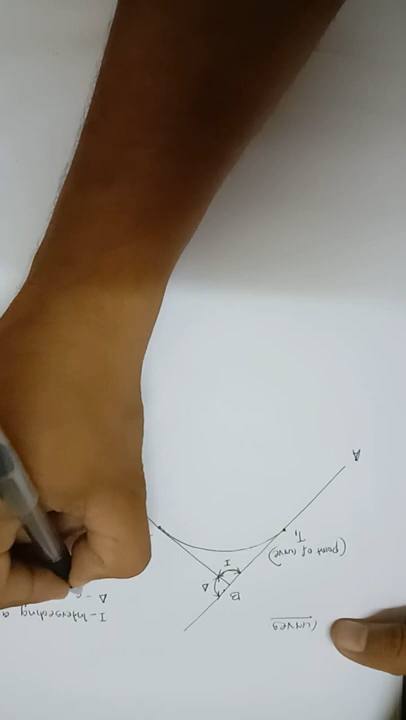 Curves
B
Δ
I
T1
(point of curve)
A
I - Intersecting a
Δ -